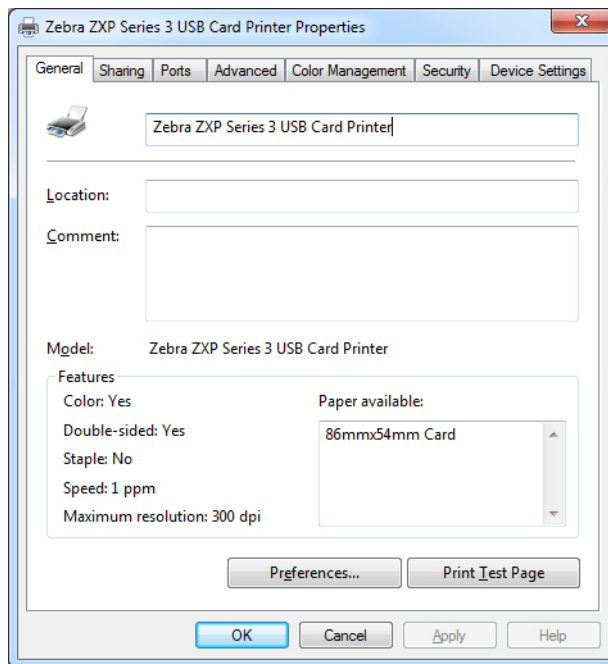 Zebra ZXP Series 3 USB Card Printer Properties
General Sharing Ports Advanced Color Management Security Device Settings
Zebra ZXP Series 3 USB Card Printer
Location:
Comment:
Model: Zebra ZXP Series 3 USB Card Printer
Features
Color: Yes Paper available:
Double-sided: Yes 86mmx54mm Card
Staple: No
Speed: 1 ppm
Maximum resolution: 300 dpi
Preferences... Print Test Page
OK Cancel Apply Help